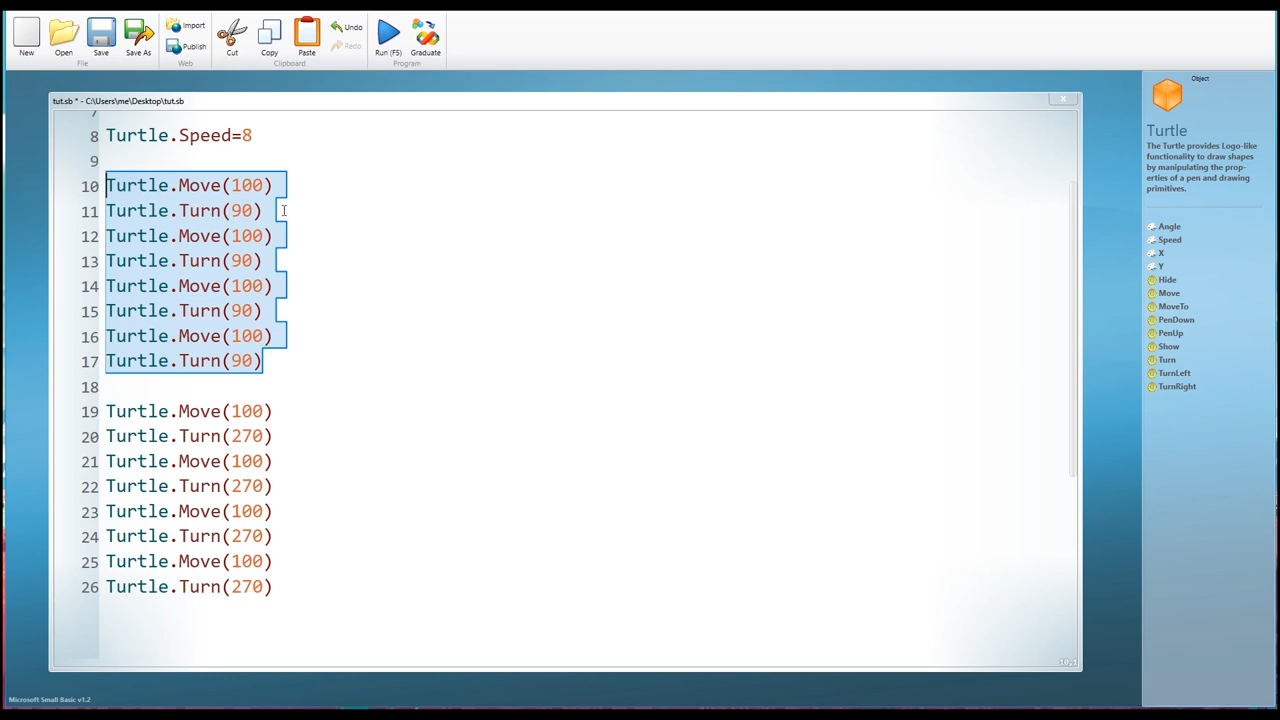 New
Open
Save
Save As
File
Import
Publish
Web
Cut
Copy
Paste
Undo
Redo
Clipboard
Run (F5)
Graduate
Program
tut.sb * - C:\Users\me\Desktop\tut.sb
x
7
8 Turtle.Speed=8
9
10 Turtle.Move(100)
11 Turtle.Turn(90)
12 Turtle.Move(100)
13 Turtle.Turn(90)
14 Turtle.Move(100)
15 Turtle.Turn(90)
16 Turtle.Move(100)
17 Turtle.Turn(90)
18
19 Turtle.Move(100)
20 Turtle.Turn(270)
21 Turtle.Move(100)
22 Turtle.Turn(270)
23 Turtle.Move(100)
24 Turtle.Turn(270)
25 Turtle.Move(100)
26 Turtle.Turn(270)
10,1
Object
Turtle
The Turtle provides Logo-like
functionality to draw shapes
by manipulating the prop-
erties of a pen and drawing
primitives.
Angle
Speed
X
Y
Hide
Move
MoveTo
PenDown
PenUp
Show
Turn
TurnLeft
TurnRight
Microsoft Small Basic v1.2